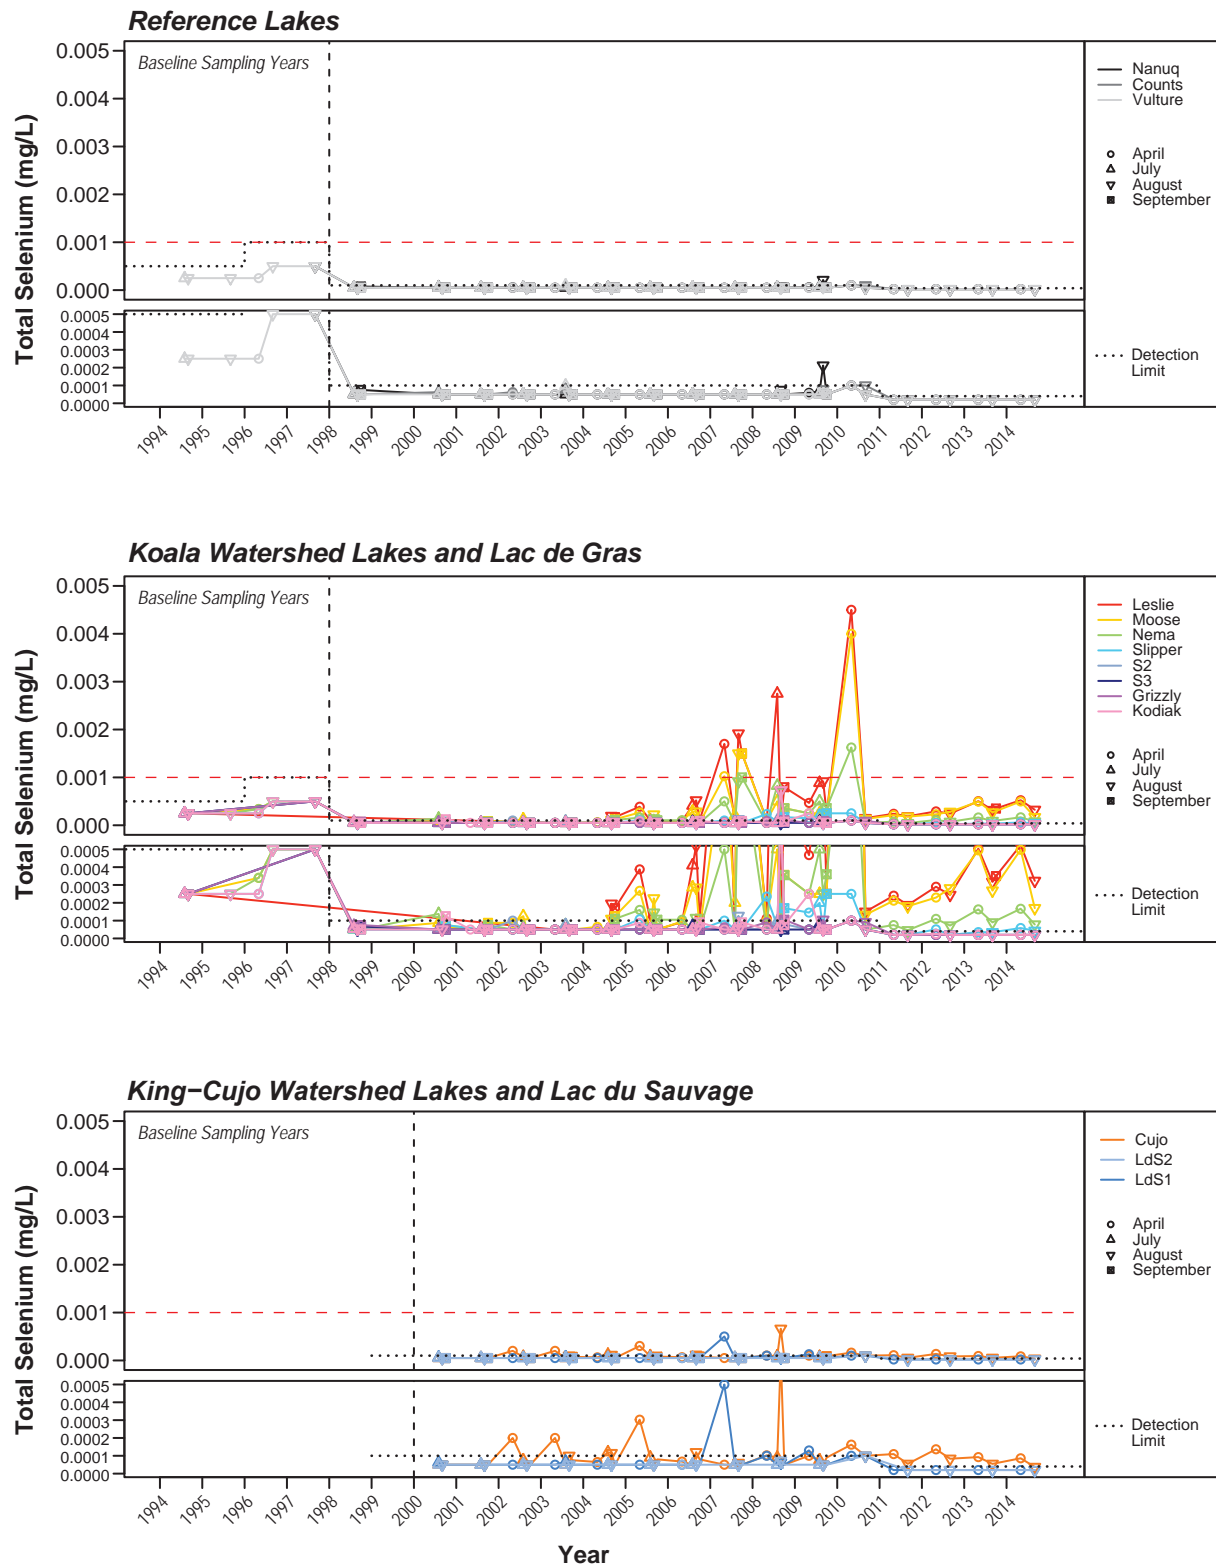 Reference Lakes
Total Selenium (mg/L)
0.005
0.004
0.003
0.002
0.001
0.000
Baseline Sampling Years
Nanuq
Counts
Vulture
April
July
August
September
0.0005
0.0004
0.0003
0.0002
0.0001
0.0000
Detection
Limit
1994
1995
1996
1997
1998
1999
2000
2001
2002
2003
2004
2005
2006
2007
2008
2009
2010
2011
2012
2013
2014
Koala Watershed Lakes and Lac de Gras
Total Selenium (mg/L)
0.005
0.004
0.003
0.002
0.001
0.000
Baseline Sampling Years
Leslie
Moose
Nema
Slipper
S2
S3
Grizzly
Kodiak
April
July
August
September
0.0005
0.0004
0.0003
0.0002
0.0001
0.0000
Detection
Limit
1994
1995
1996
1997
1998
1999
2000
2001
2002
2003
2004
2005
2006
2007
2008
2009
2010
2011
2012
2013
2014
King−Cujo Watershed Lakes and Lac du Sauvage
Total Selenium (mg/L)
0.005
0.004
0.003
0.002
0.001
0.000
Baseline Sampling Years
Cujo
LdS2
LdS1
April
July
August
September
0.0005
0.0004
0.0003
0.0002
0.0001
0.0000
Detection
Limit
1994
1995
1996
1997
1998
1999
2000
2001
2002
2003
2004
2005
2006
2007
2008
2009
2010
2011
2012
2013
2014
Year